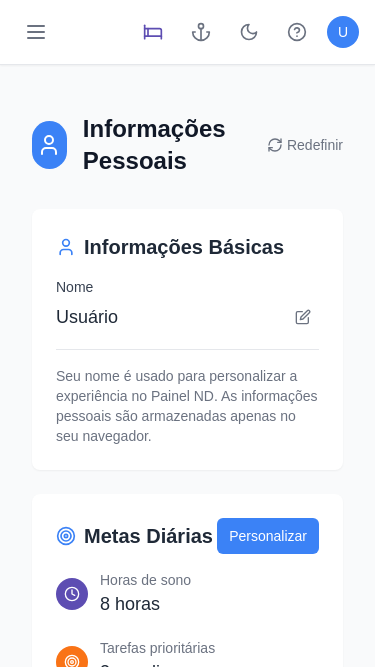 U
Informações
Pessoais
Redefinir
Informações Básicas
Nome
Usuário
Seu nome é usado para personalizar a
experiência no Painel ND. As informações
pessoais são armazenadas apenas no
seu navegador.
Metas Diárias
Personalizar
Horas de sono
8 horas
Tarefas prioritárias